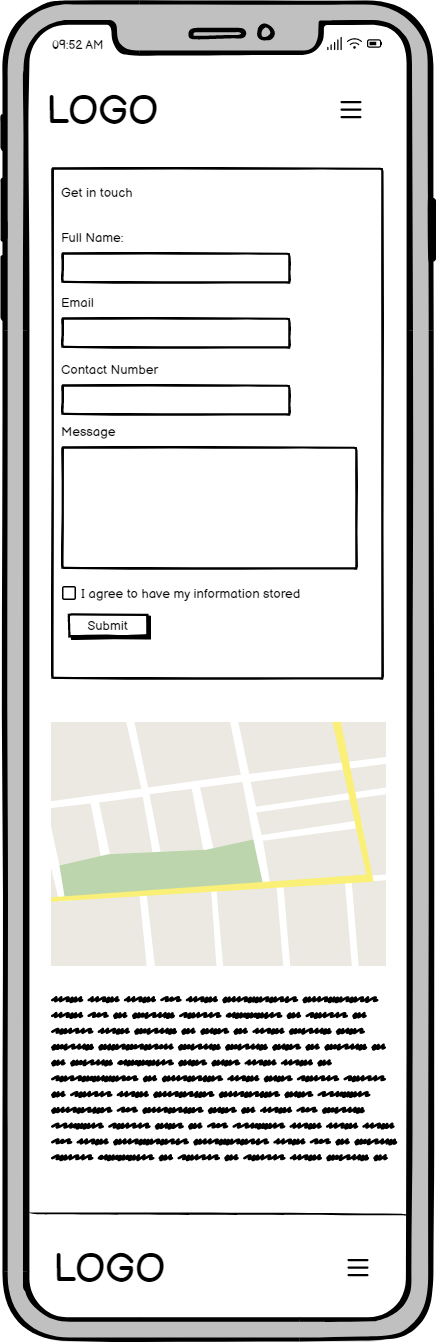 09:52 AM
LOGO
Get in touch
Full Name:
Email
Contact Number
Message
I agree to have my information stored
Submit
LOGO